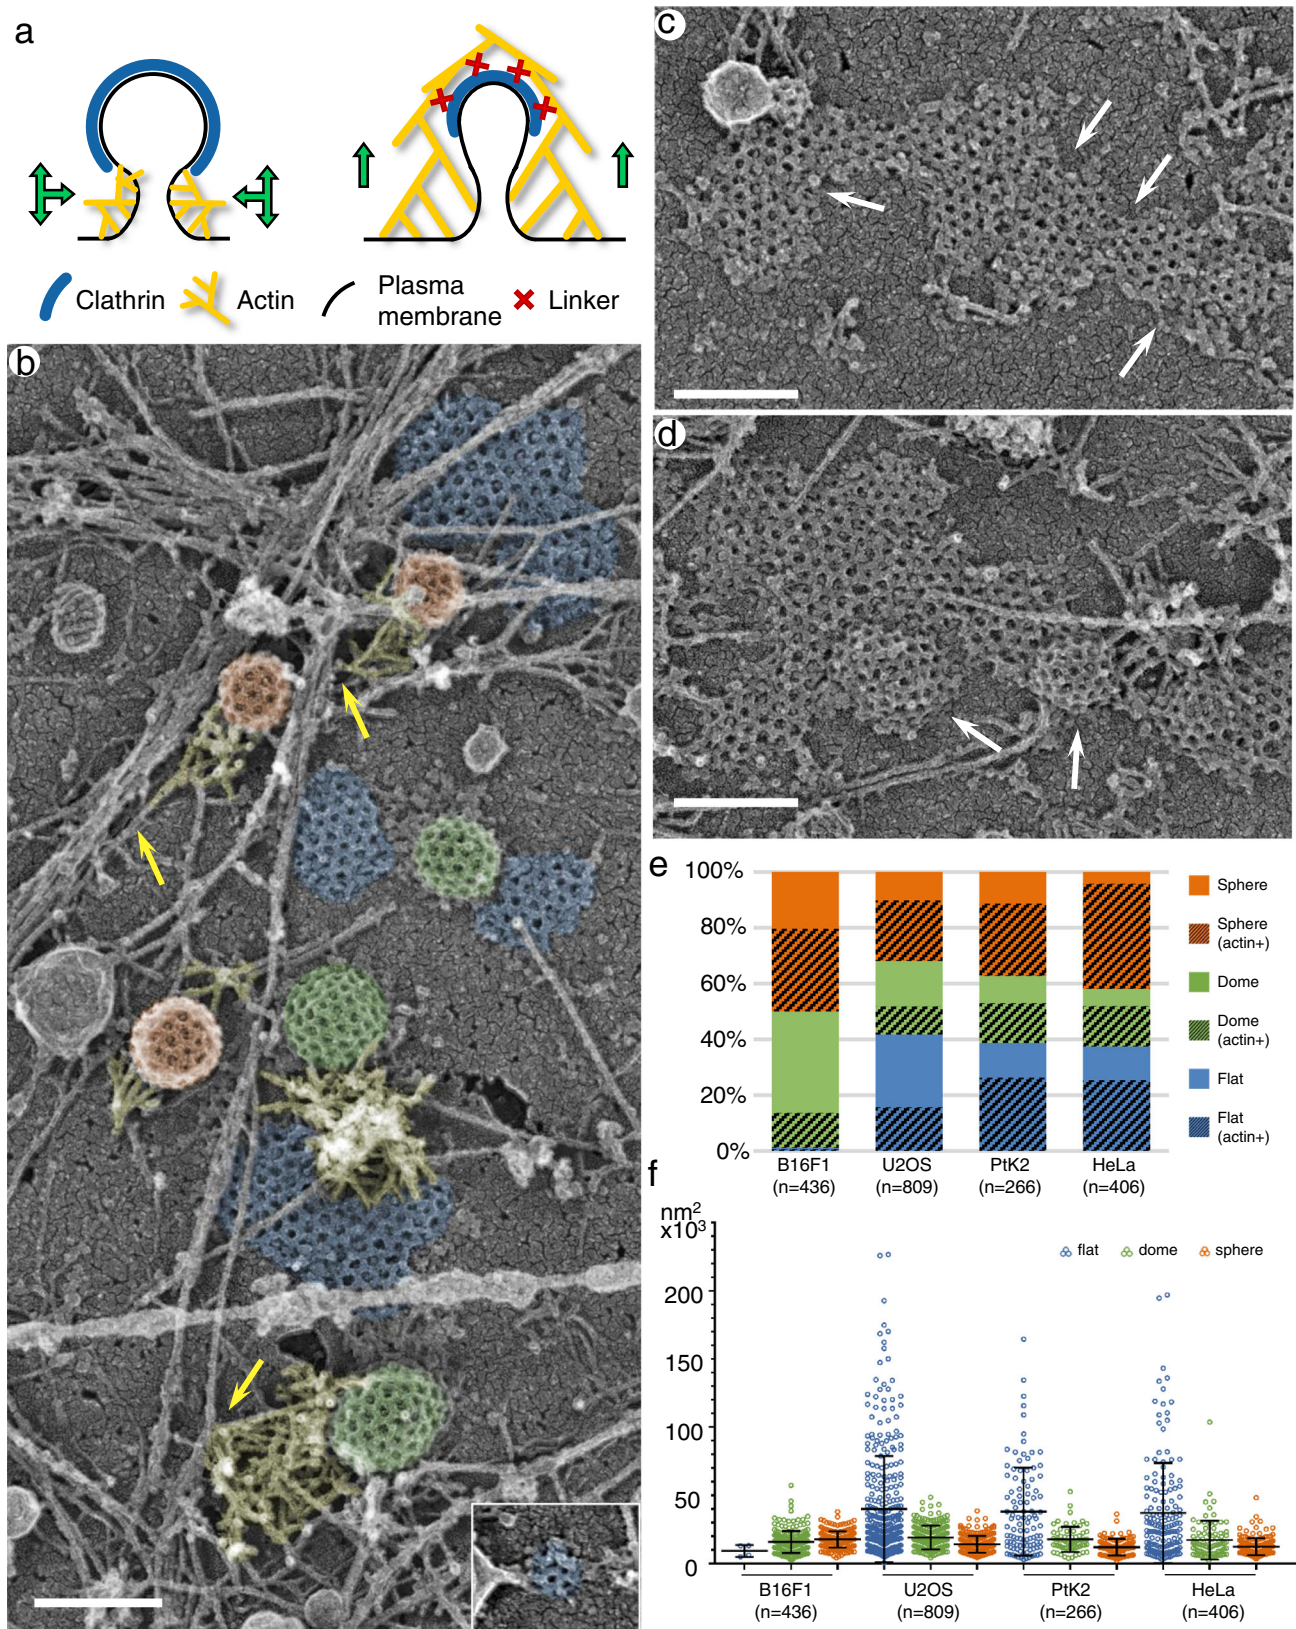 a
Clathrin
Actin
Plasma
membrane
Linker
b
c
d
e
100%
80%
60%
40%
20%
0%
B16F1
(n=436)
U2OS
(n=809)
PtK2
(n=266)
HeLa
(n=406)
Sphere
Sphere
(actin+)
Dome
Dome
(actin+)
Flat
Flat
(actin+)
f
nm²
x10³
200
150
100
50
0
flat
dome
sphere
B16F1
(n=436)
U2OS
(n=809)
PtK2
(n=266)
HeLa
(n=406)